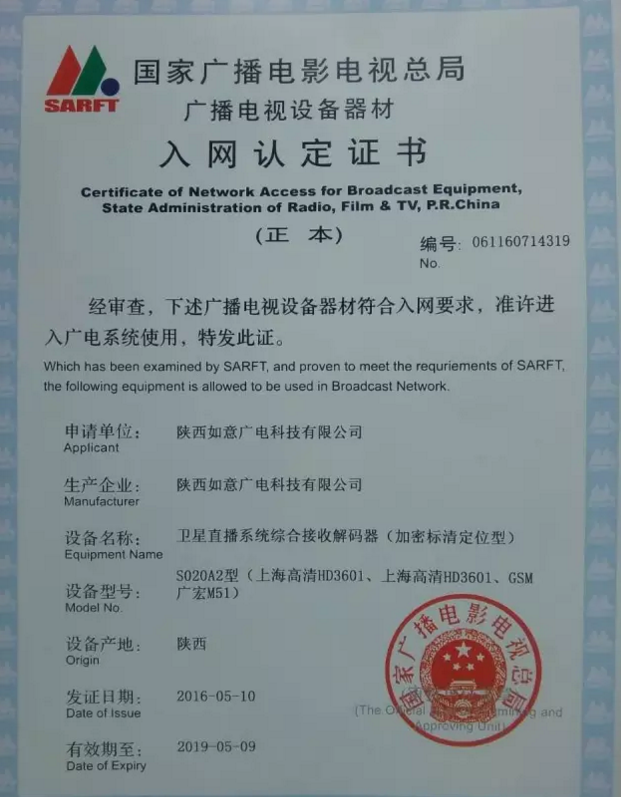 SARFT
国家广播电影电视总局
广播电视设备器材
入网认定证书
Certificate of Network Access for Broadcast Equipment,
State Administration of Radio, Film & TV, P.R.China
(正 本)
编号: 061160714319
No.
经审查，下述广播电视设备器材符合入网要求，准许进
入广电系统使用，特发此证。
Which has been examined by SARFT, and proven to meet the requriements of SARFT,
the following equipment is allowed to be used in Broadcast Network.
申请单位: 陕西如意广电科技有限公司
Applicant
生产企业: 陕西如意广电科技有限公司
Manufacturer
设备名称: 卫星直播系统综合接收解码器（加密标清定位型）
Equipment Name
设备型号: S020A2型（上海高清HD3601、上海高清HD3601、GSM
广宏M51）
Model No.
设备产地: 陕西
Origin
发证日期: 2016-05-10
Date of Issue
有效期至: 2019-05-09
Date of Expiry
国家广播电影电视总局
(The and
Approving Unit)